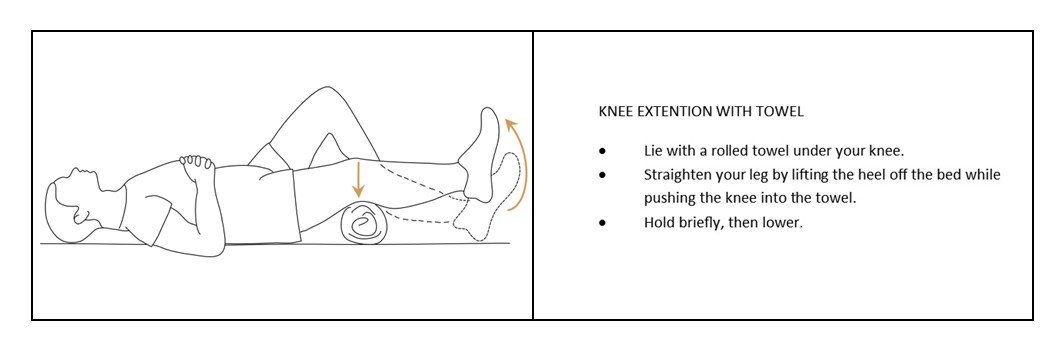 KNEE EXTENTION WITH TOWEL
• Lie with a rolled towel under your knee.
• Straighten your leg by lifting the heel off the bed while
pushing the knee into the towel.
• Hold briefly, then lower.